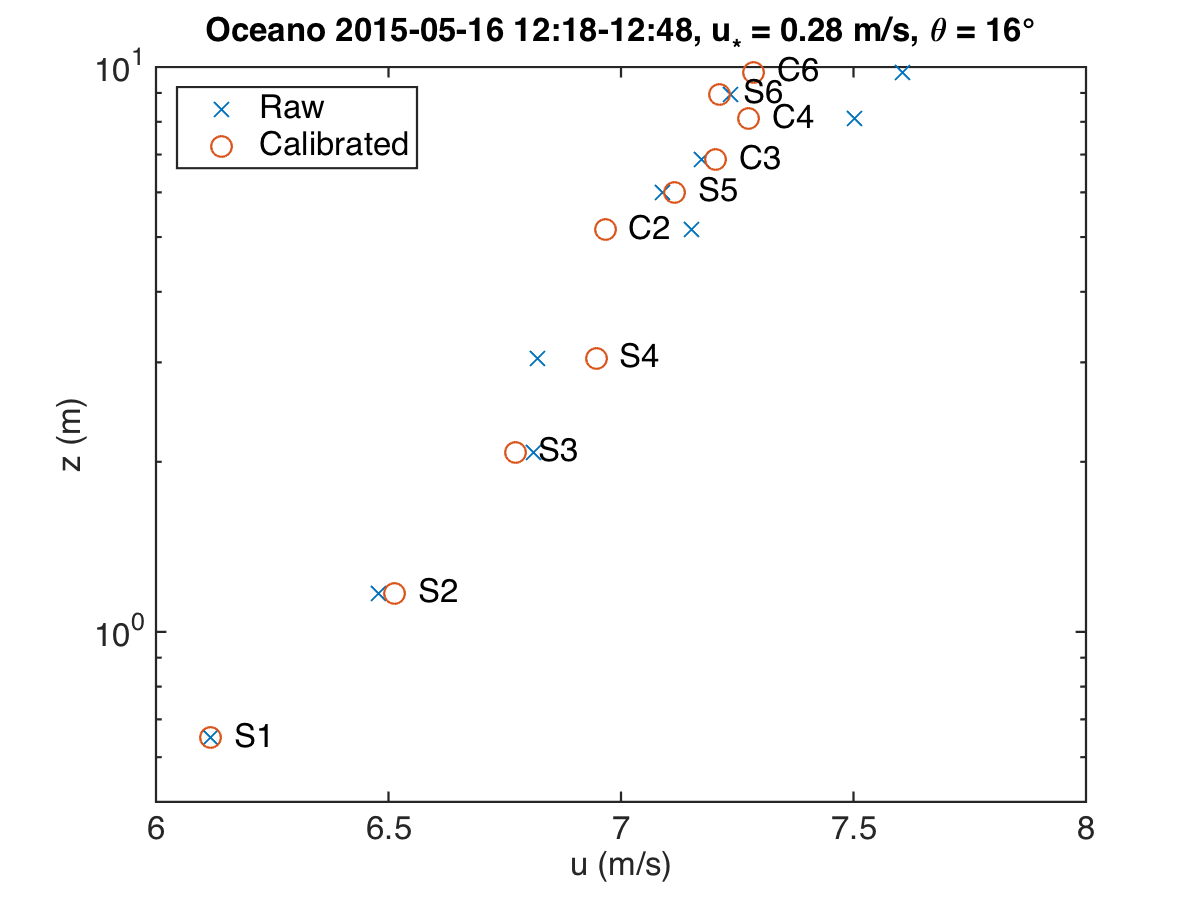 Oceano 2015-05-16 12:18-12:48, u* = 0.28 m/s, θ = 16°
10¹
Raw
Calibrated
C6
S6
C4
C3
S5
C2
S4
z (m)
S3
S2
10⁰
S1
6 6.5 7 7.5 8
u (m/s)